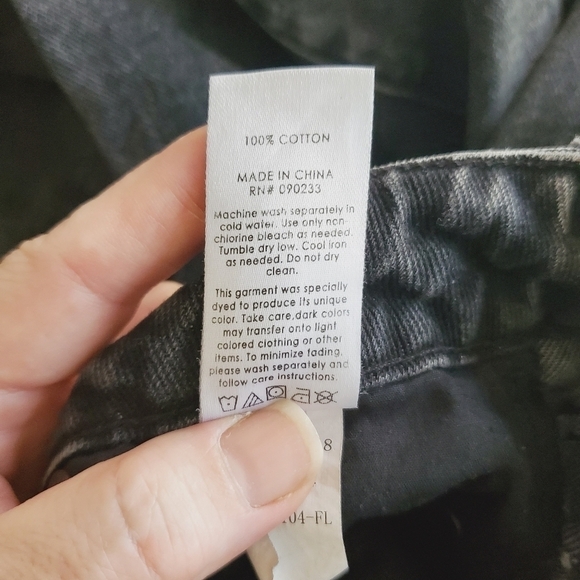 100% COTTON
MADE IN CHINA
RN# 090233
Machine wash separately in
cold water. Use only non-
chlorine bleach as needed.
Tumble dry low. Cool iron
as needed. Do not dry
clean.
This garment was specially
dyed to produce its unique
color. Take care, dark colors
may transfer onto light
colored clothing or other
items. To minimize fading,
please wash separately and
follow care instructions.
8
04-FL